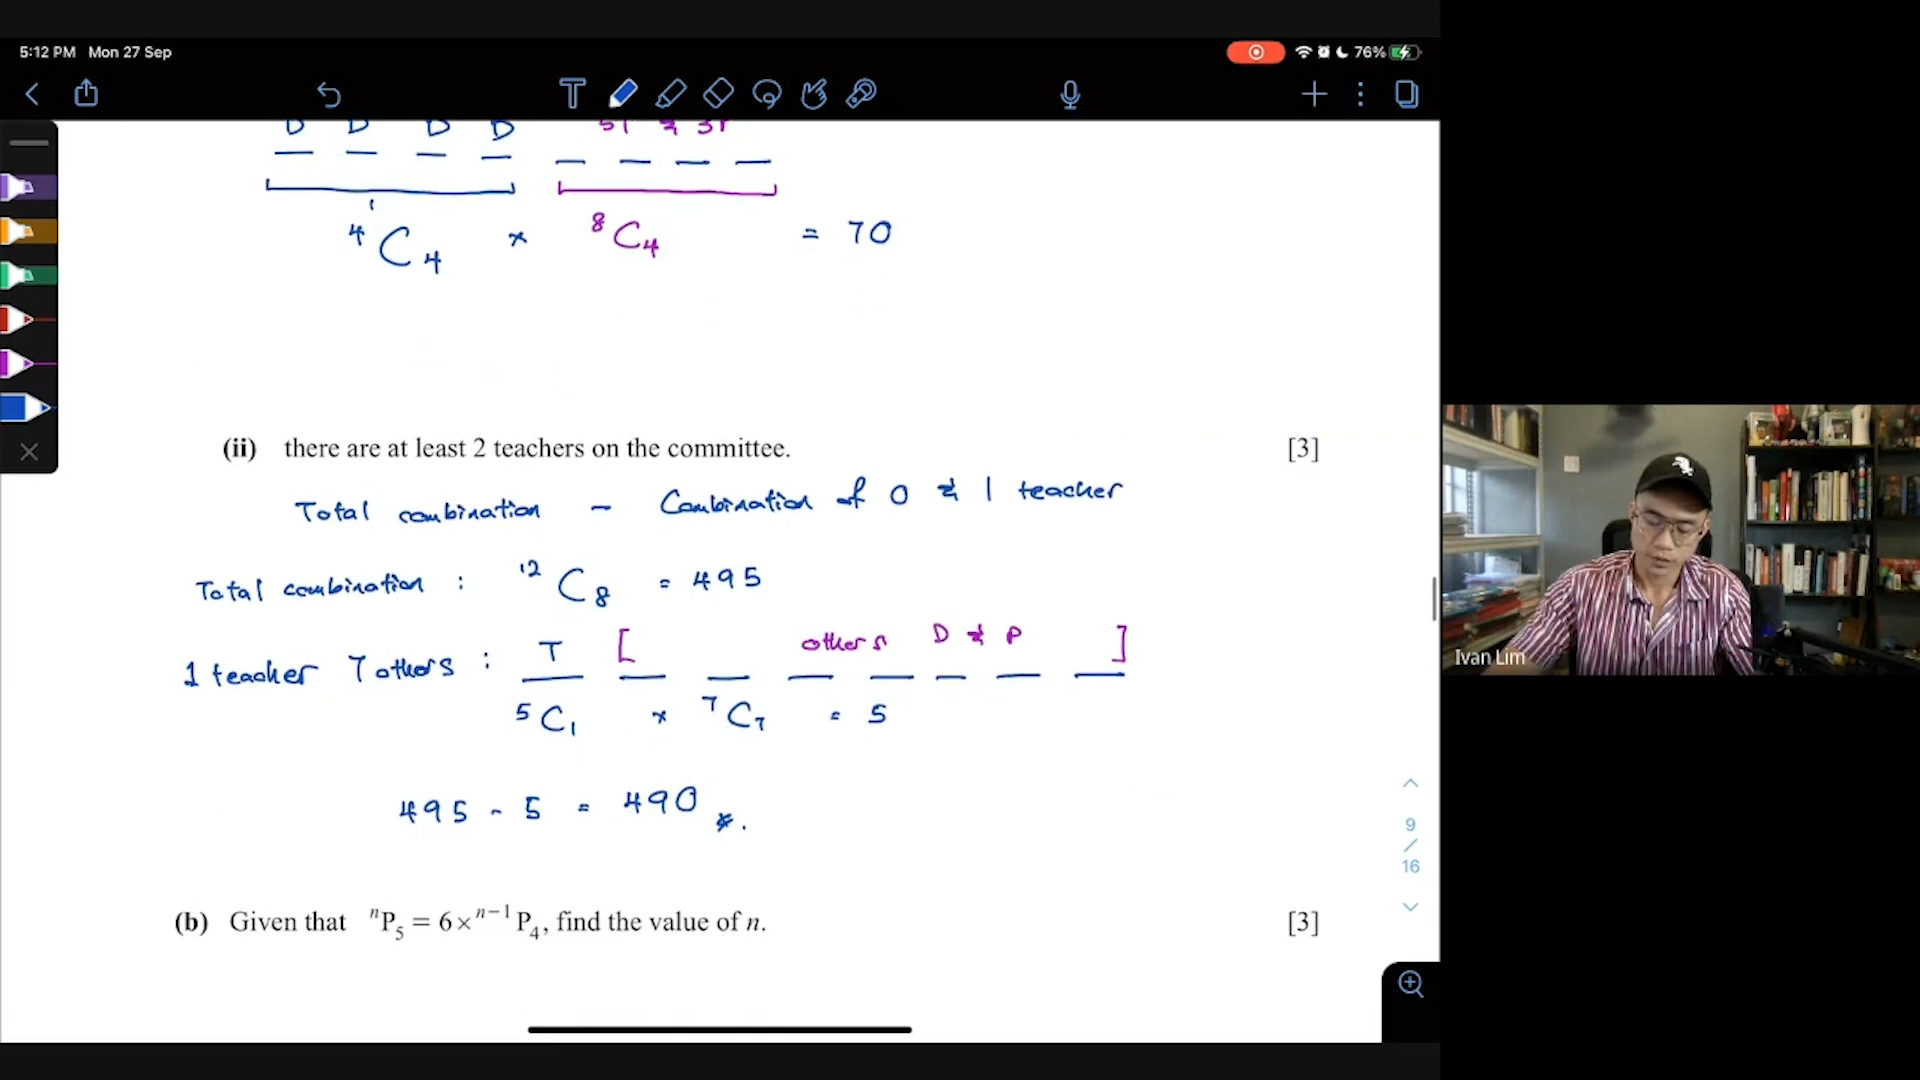 5:12 PM Mon 27 Sep
76%
D D D D 5T & 3P
⁴C₄ × ⁸C₄ = 70
(ii) there are at least 2 teachers on the committee. [3]
Total combination - Combination of 0 & 1 teacher
Total combination : ¹²C₈ = 495
T [ others D & P ]
1 teacher 7 others :
⁵C₁ × ⁷C₇ = 5
495 - 5 = 490
(b) Given that ⁿP₅ = 6×ⁿ⁻¹P₄, find the value of n. [3]
9
/
16
Ivan Lim